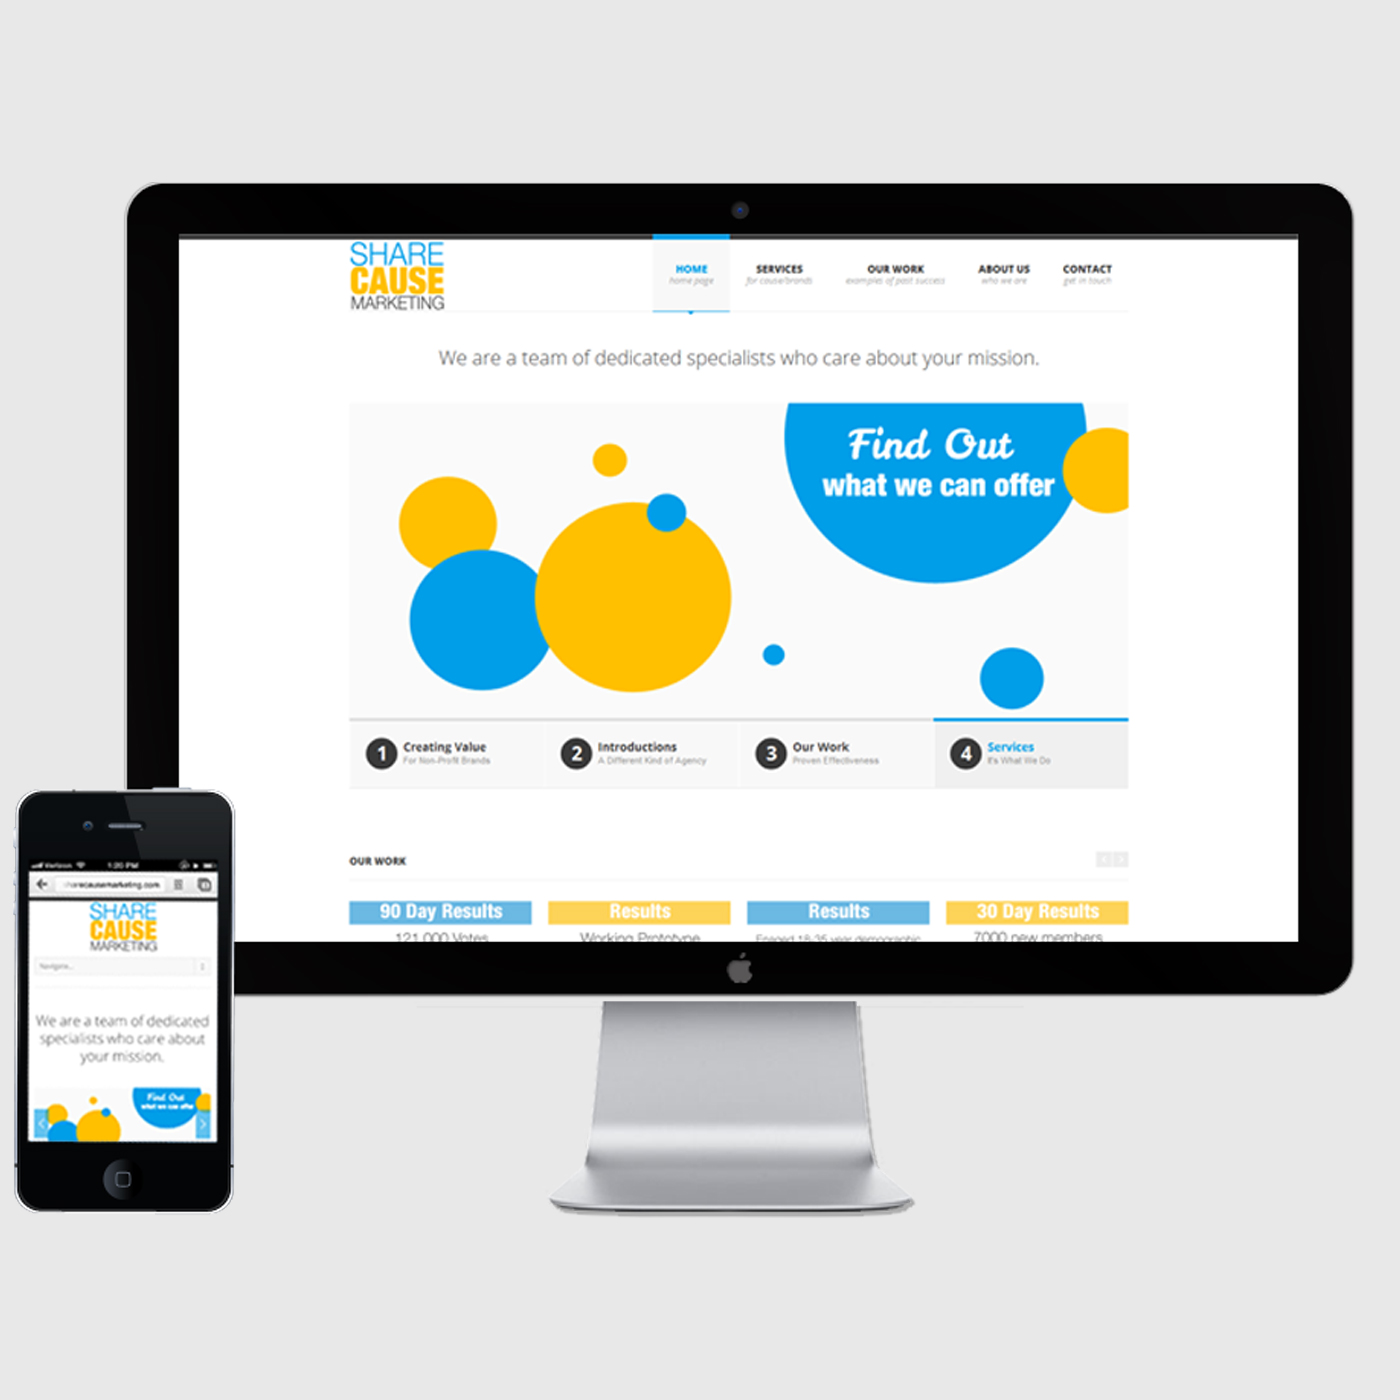 SHARE
CAUSE
MARKETING
HOME
home page
SERVICES
for cause/brands
OUR WORK
examples of past success
ABOUT US
who we are
CONTACT
get in touch
We are a team of dedicated specialists who care about your mission.
Find Out
what we can offer
1 Creating Value
For Non-Profit Brands
2 Introductions
A Different Kind of Agency
3 Our Work
Proven Effectiveness
4 Services
It's What We Do
OUR WORK
90 Day Results
121,000 Votes
Results
Working Prototype
Results
Engaged 18-35 year demographic
30 Day Results
7000 new members
Verizon 1:20 PM
sharecausemarketing.com
SHARE
CAUSE
MARKETING
Navigate...
We are a team of dedicated
specialists who care about
your mission.
Find Out
what we can offer